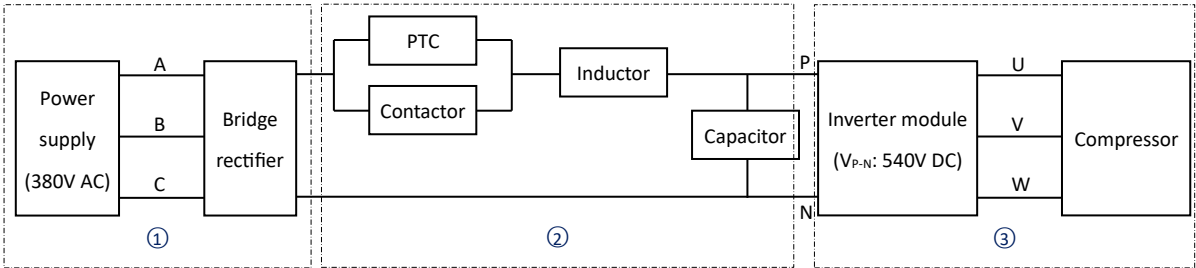 Power
supply
(380V AC)
A
B
C
Bridge
rectifier
①
PTC
Contactor
Inductor
Capacitor
P
N
②
Inverter module
(VP-N: 540V DC)
U
V
W
Compressor
③